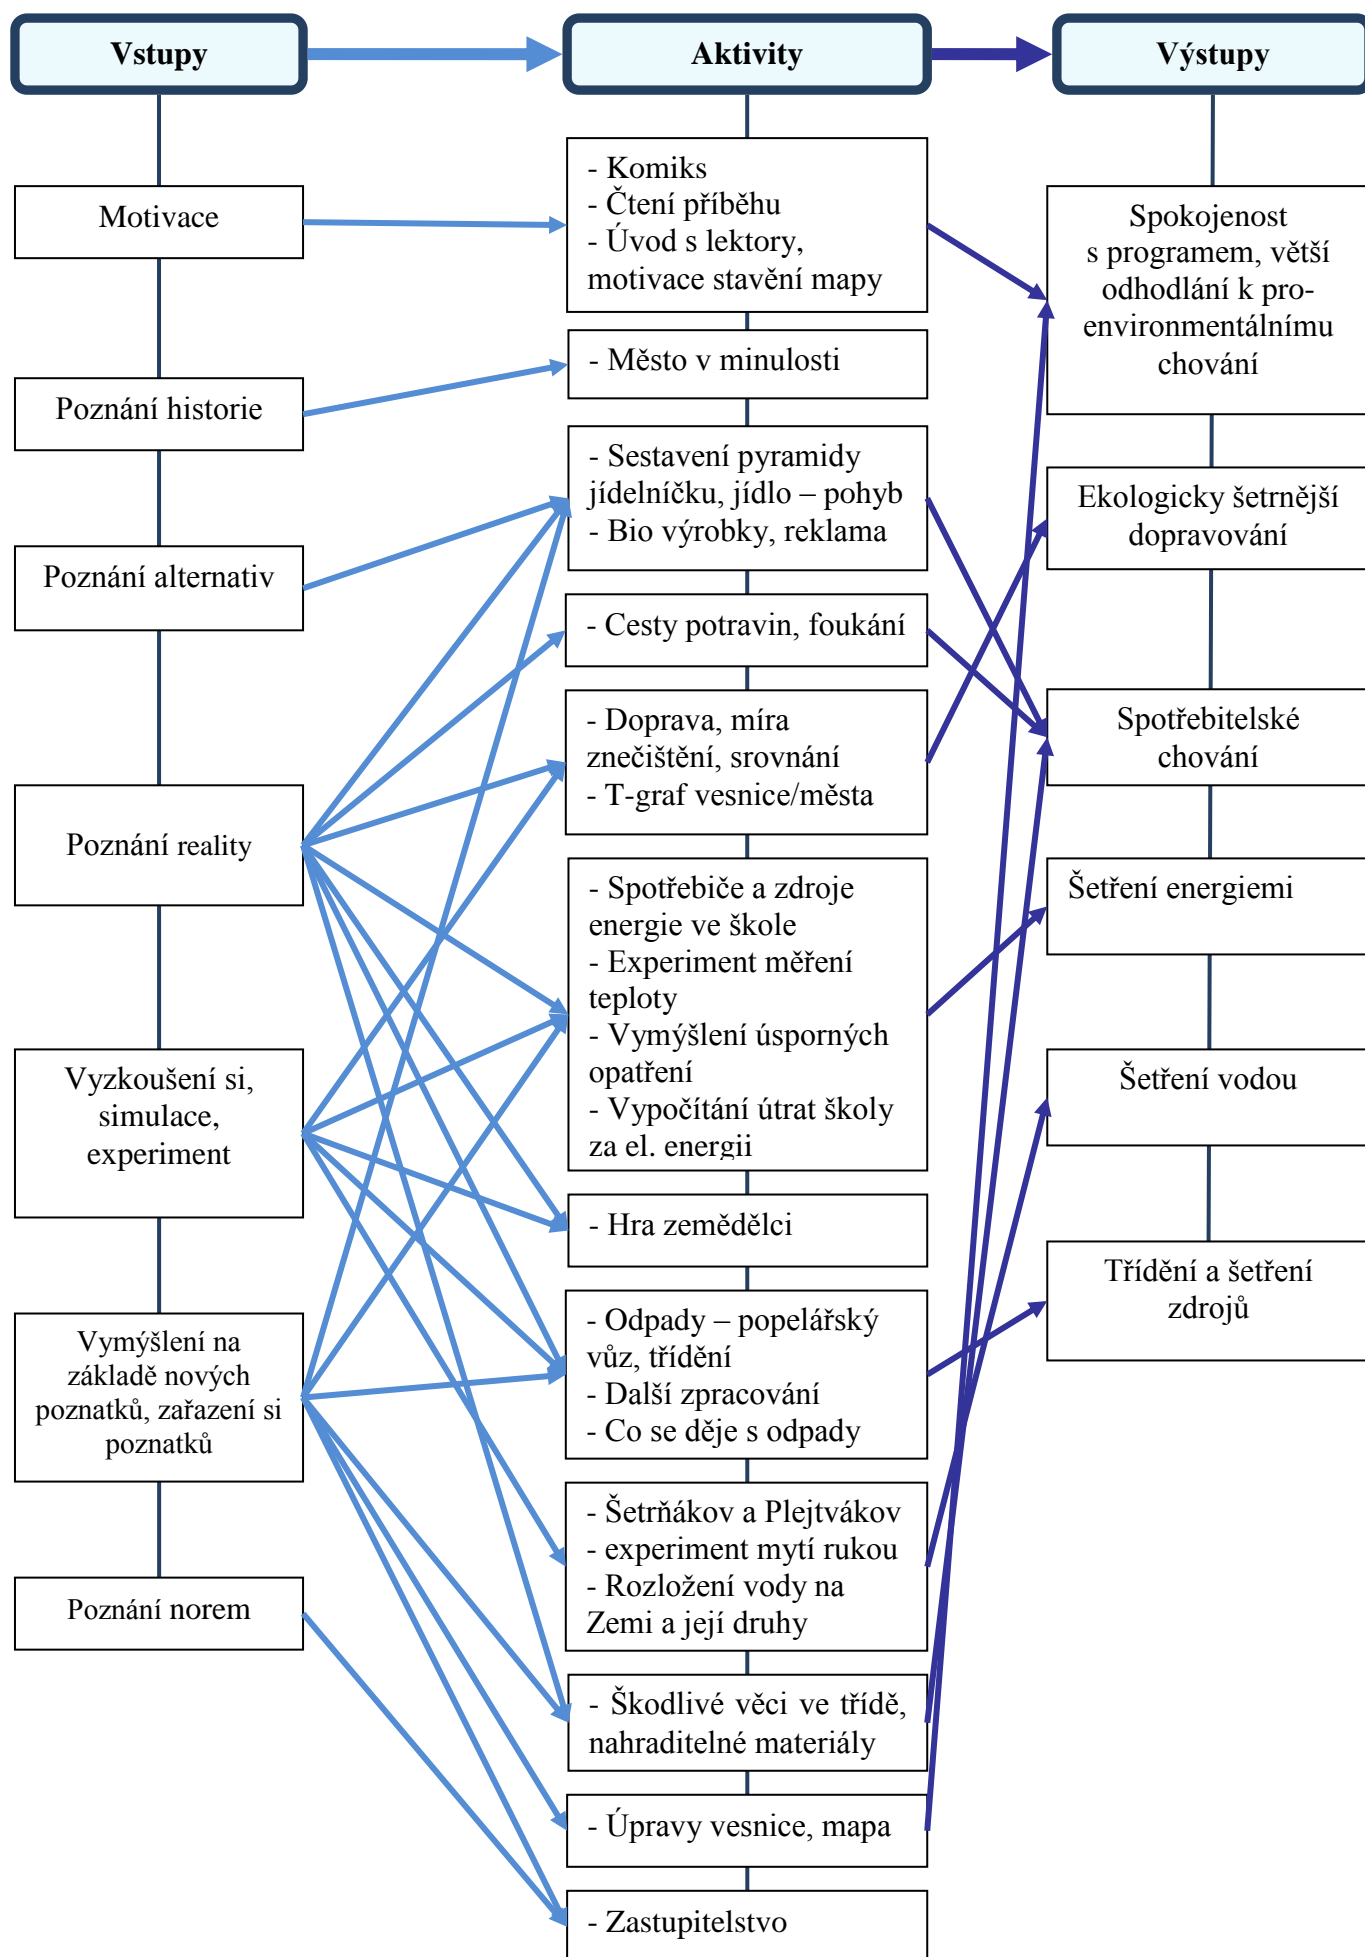 Vstupy
Aktivity
Výstupy
Motivace
Poznání historie
Poznání alternativ
Poznání reality
Vyzkoušení si,
simulace,
experiment
Vymýšlení na
základě nových
poznatků, zařazení si
poznatků
Poznání norem
- Komiks
- Čtení příběhu
- Úvod s lektory,
motivace stavění mapy
- Město v minulosti
- Sestavení pyramidy
jídelníčku, jídlo – pohyb
- Bio výrobky, reklama
- Cesty potravin, foukání
- Doprava, míra
znečištění, srovnání
- T-graf vesnice/města
- Spotřebiče a zdroje
energie ve škole
- Experiment měření
teploty
- Vymýšlení úsporných
opatření
- Vypočítání útrat školy
za el. energii
- Hra zemědělci
- Odpady – popelářský
vůz, třídění
- Další zpracování
- Co se děje s odpady
- Šetrňákov a Plejtvákov
- experiment mytí rukou
- Rozložení vody na
Zemi a její druhy
- Škodlivé věci ve třídě,
nahraditelné materiály
- Úpravy vesnice, mapa
- Zastupitelstvo
Spokojenost
s programem, větší
odhodlání k pro-
environmentálnímu
chování
Ekologicky šetrnější
dopravování
Spotřebitelské
chování
Šetření energiemi
Šetření vodou
Třídění a šetření
zdrojů